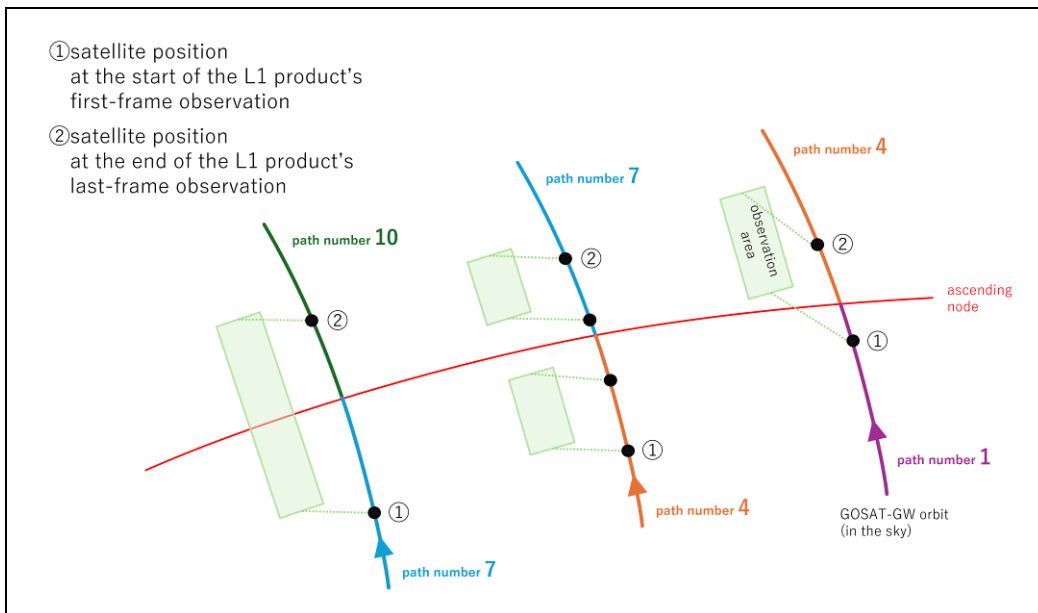 ①satellite position
at the start of the L1 product's
first-frame observation
②satellite position
at the end of the L1 product's
last-frame observation
path number 4
path number 7
path number 10
observation
area
②
②
②
ascending
node
①
①
①
path number 1
path number 4
path number 7
GOSAT-GW orbit
(in the sky)